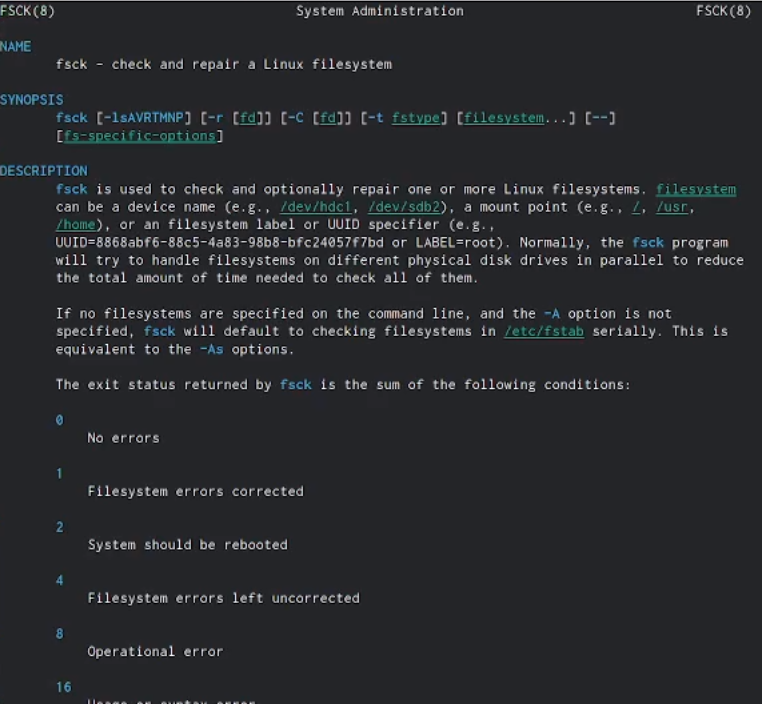 FSCK(8) System Administration FSCK(8)
NAME
fsck - check and repair a Linux filesystem
SYNOPSIS
fsck [-lsAVRTMNP] [-r [fd]] [-C [fd]] [-t fstype] [filesystem...] [--]
[fs-specific-options]
DESCRIPTION
fsck is used to check and optionally repair one or more Linux filesystems. filesystem
can be a device name (e.g., /dev/hdc1, /dev/sdb2), a mount point (e.g., /, /usr,
/home), or an filesystem label or UUID specifier (e.g.,
UUID=8868abf6-88c5-4a83-98b8-bfc24057f7bd or LABEL=root). Normally, the fsck program
will try to handle filesystems on different physical disk drives in parallel to reduce
the total amount of time needed to check all of them.
If no filesystems are specified on the command line, and the -A option is not
specified, fsck will default to checking filesystems in /etc/fstab serially. This is
equivalent to the -As options.
The exit status returned by fsck is the sum of the following conditions:
0
No errors
1
Filesystem errors corrected
2
System should be rebooted
4
Filesystem errors left uncorrected
8
Operational error
16
Usage or syntax error